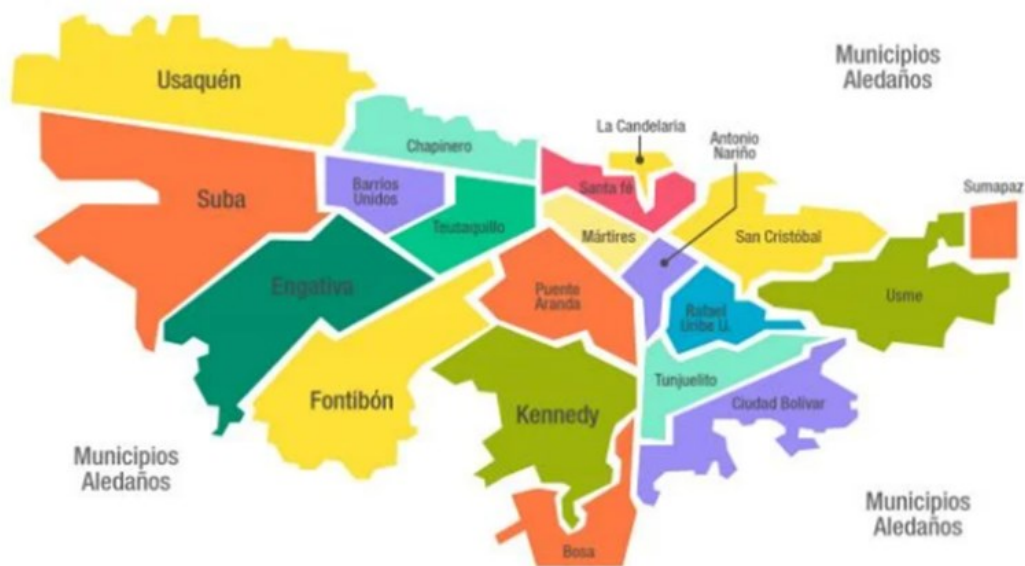 Usaquén
Municipios
Aledaños
Chapinero
La Candelaria
Antonio
Nariño
Suba
Barrios
Unidos
Santa fé
Sumapaz
Teusaquillo
Mártires
San Cristóbal
Engativa
Puente
Aranda
Rafael
Uribe U.
Usme
Fontibón
Kennedy
Tunjuelito
Ciudad Bolívar
Municipios
Aledaños
Municipios
Aledaños
Bosa